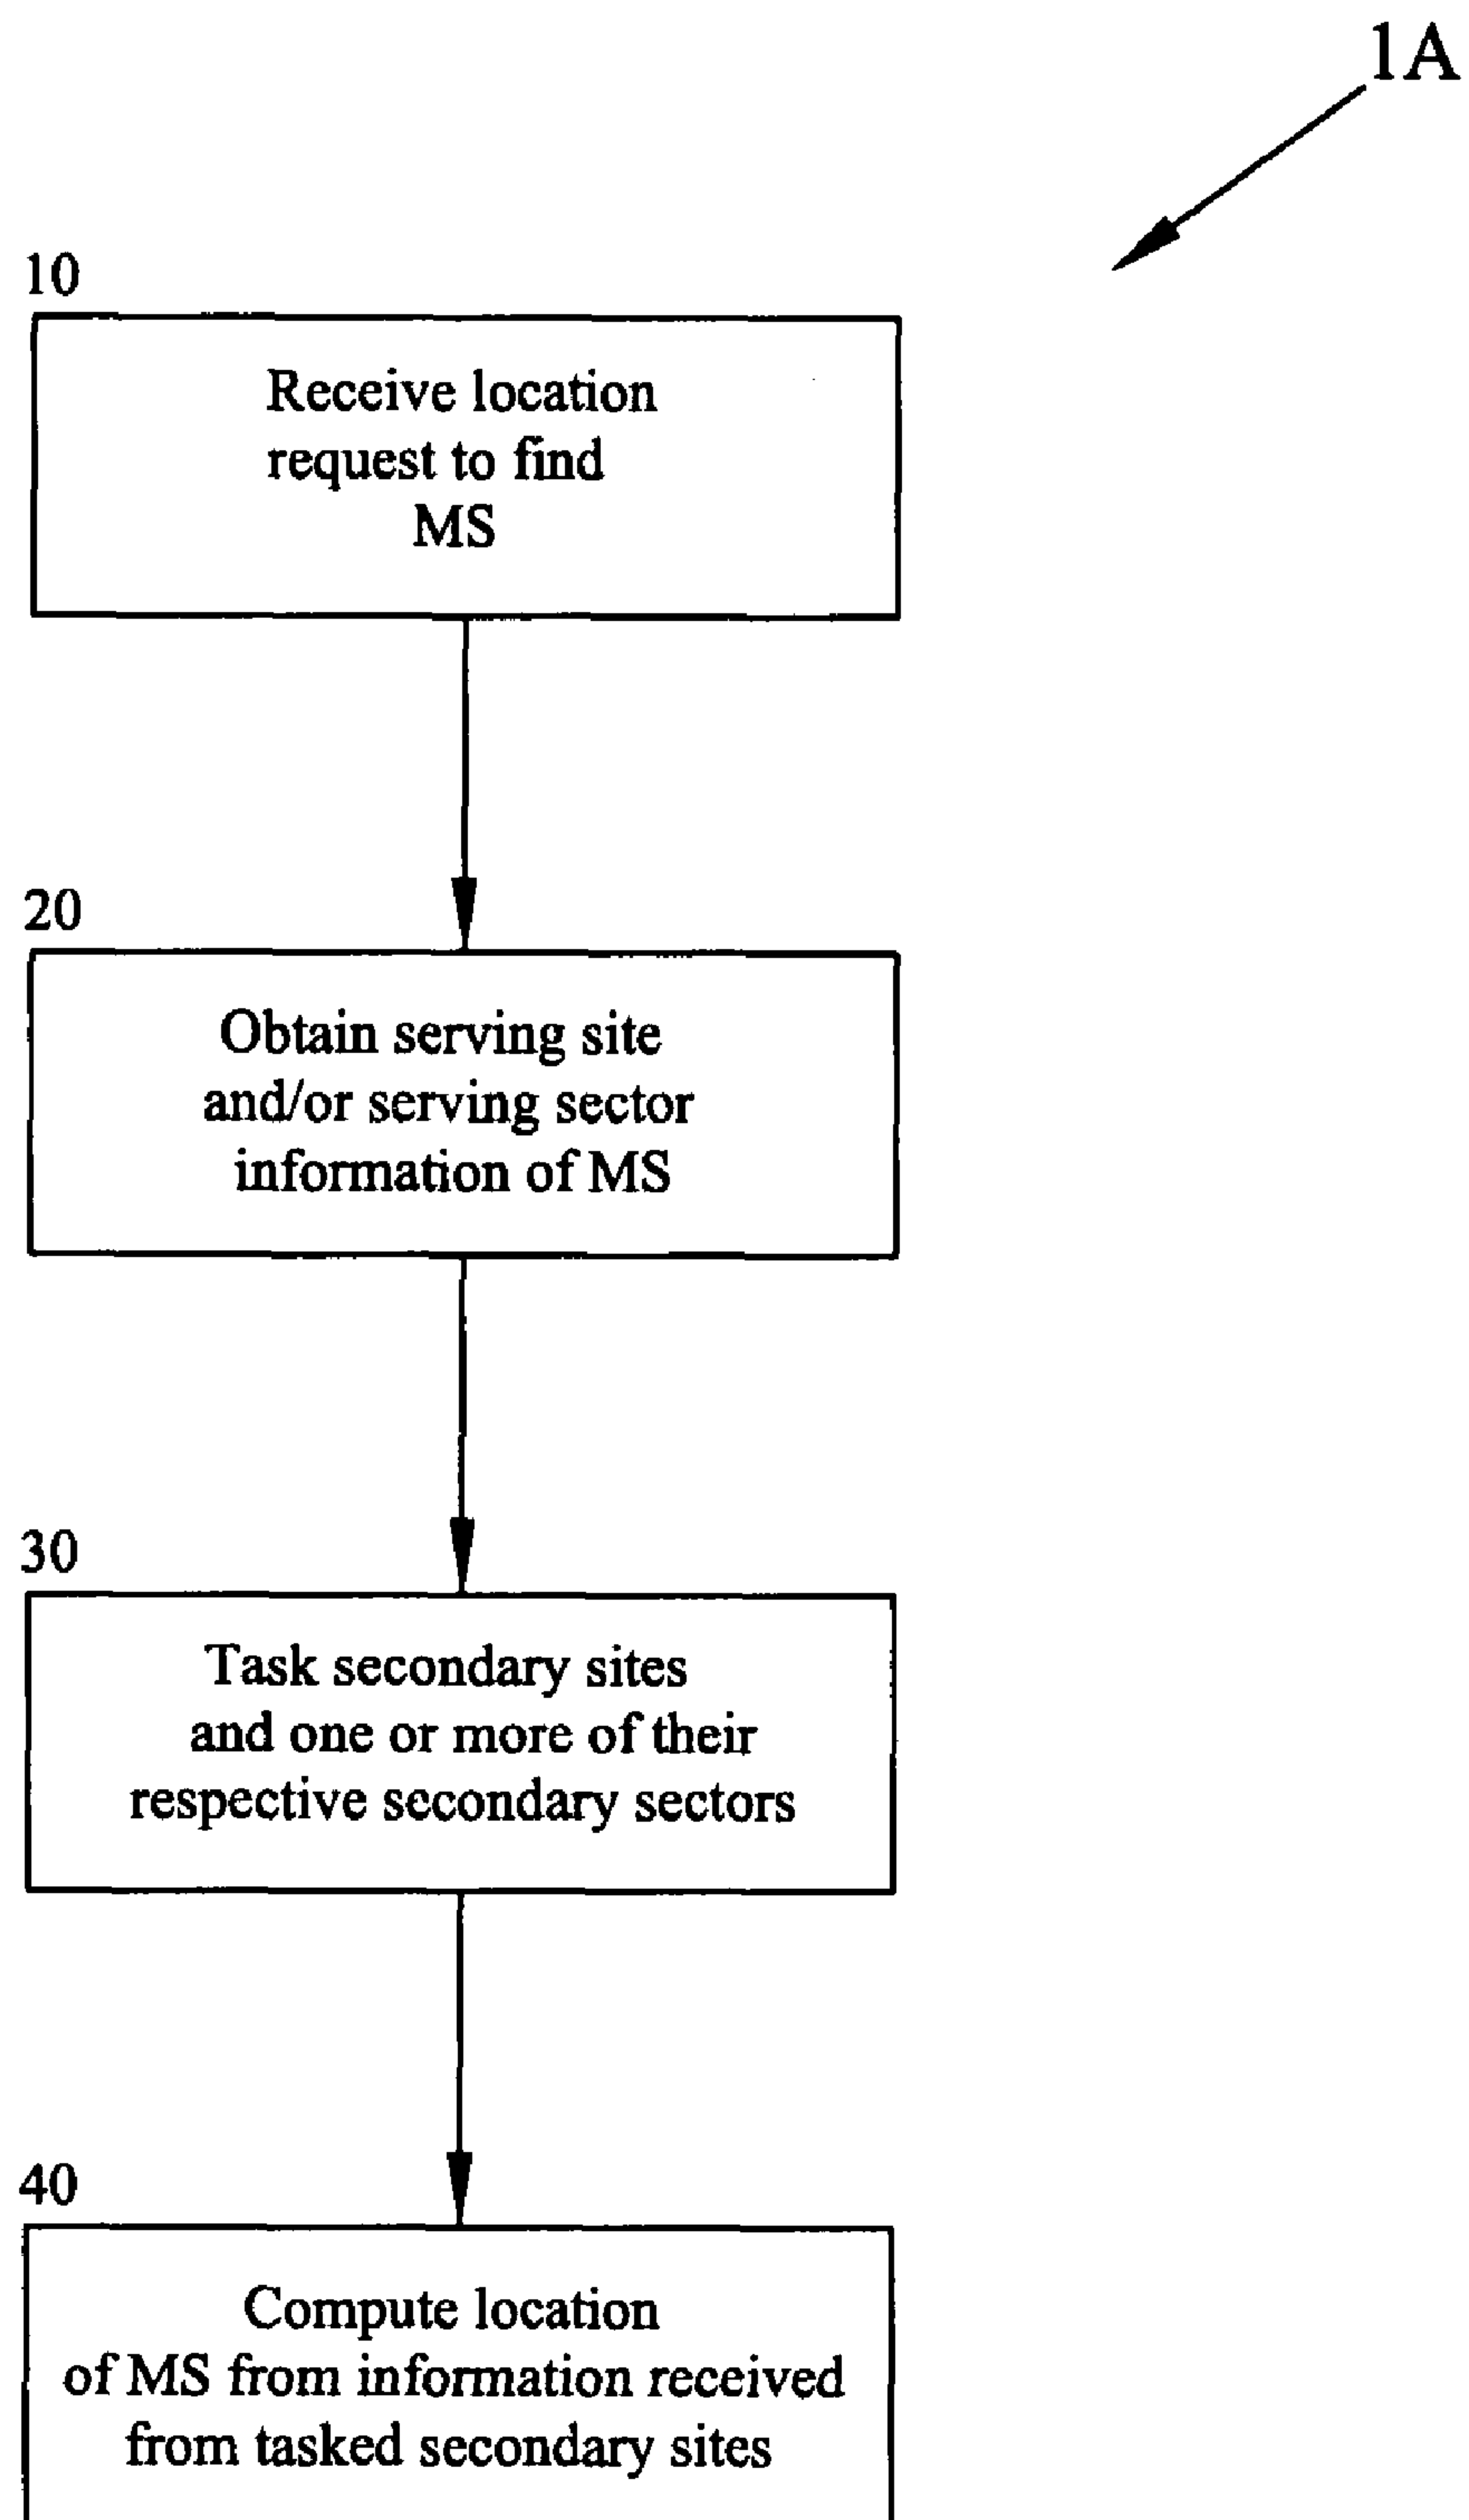 1A
10
Receive location
request to find
MS
20
Obtain serving site
and/or serving sector
information of MS
30
Task secondary sites
and one or more of their
respective secondary sectors
40
Compute location
of MS from information received
from tasked secondary sites